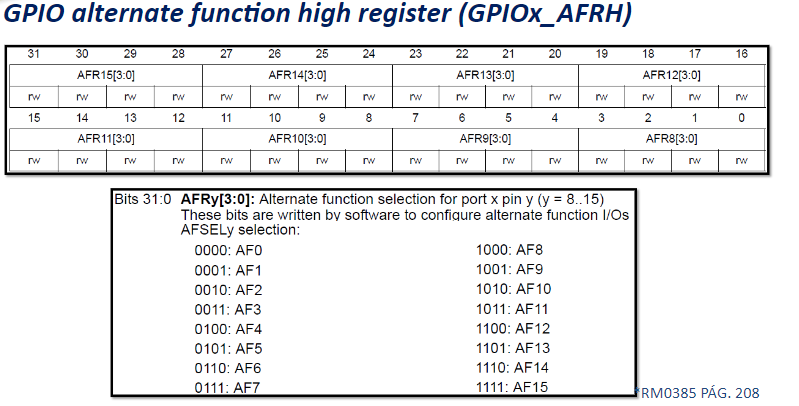 GPIO alternate function high register (GPIOx_AFRH)
31 30 29 28 27 26 25 24 23 22 21 20 19 18 17 16
AFR15[3:0] AFR14[3:0] AFR13[3:0] AFR12[3:0]
rw rw rw rw rw rw rw rw rw rw rw rw rw rw rw rw
15 14 13 12 11 10 9 8 7 6 5 4 3 2 1 0
AFR11[3:0] AFR10[3:0] AFR9[3:0] AFR8[3:0]
rw rw rw rw rw rw rw rw rw rw rw rw rw rw rw rw
Bits 31:0 AFRy[3:0]: Alternate function selection for port x pin y (y = 8..15)
These bits are written by software to configure alternate function I/Os
AFSELy selection:
0000: AF0 1000: AF8
0001: AF1 1001: AF9
0010: AF2 1010: AF10
0011: AF3 1011: AF11
0100: AF4 1100: AF12
0101: AF5 1101: AF13
0110: AF6 1110: AF14
0111: AF7 1111: AF15
*RM0385 PÁG. 208